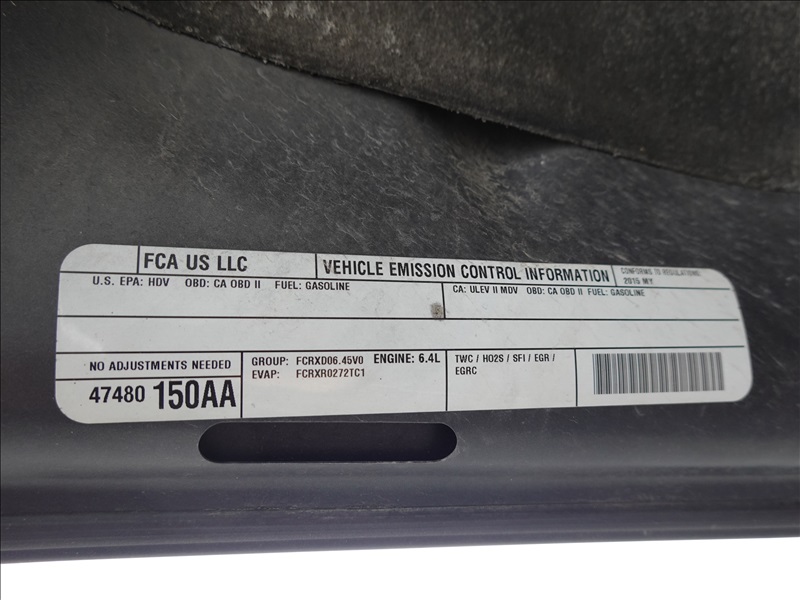 FCA US LLC
VEHICLE EMISSION CONTROL INFORMATION
CONFORMS TO REGULATIONS
2015 MY
U.S. EPA: HDV OBD: CA OBD II FUEL: GASOLINE
CA: ULEV II MDV OBD: CA OBD II FUEL: GASOLINE
NO ADJUSTMENTS NEEDED
47480 150AA
GROUP: FCRXD06.45V0 ENGINE: 6.4L
EVAP: FCRXR0272TC1
TWC / HO2S / SFI / EGR /
EGRC